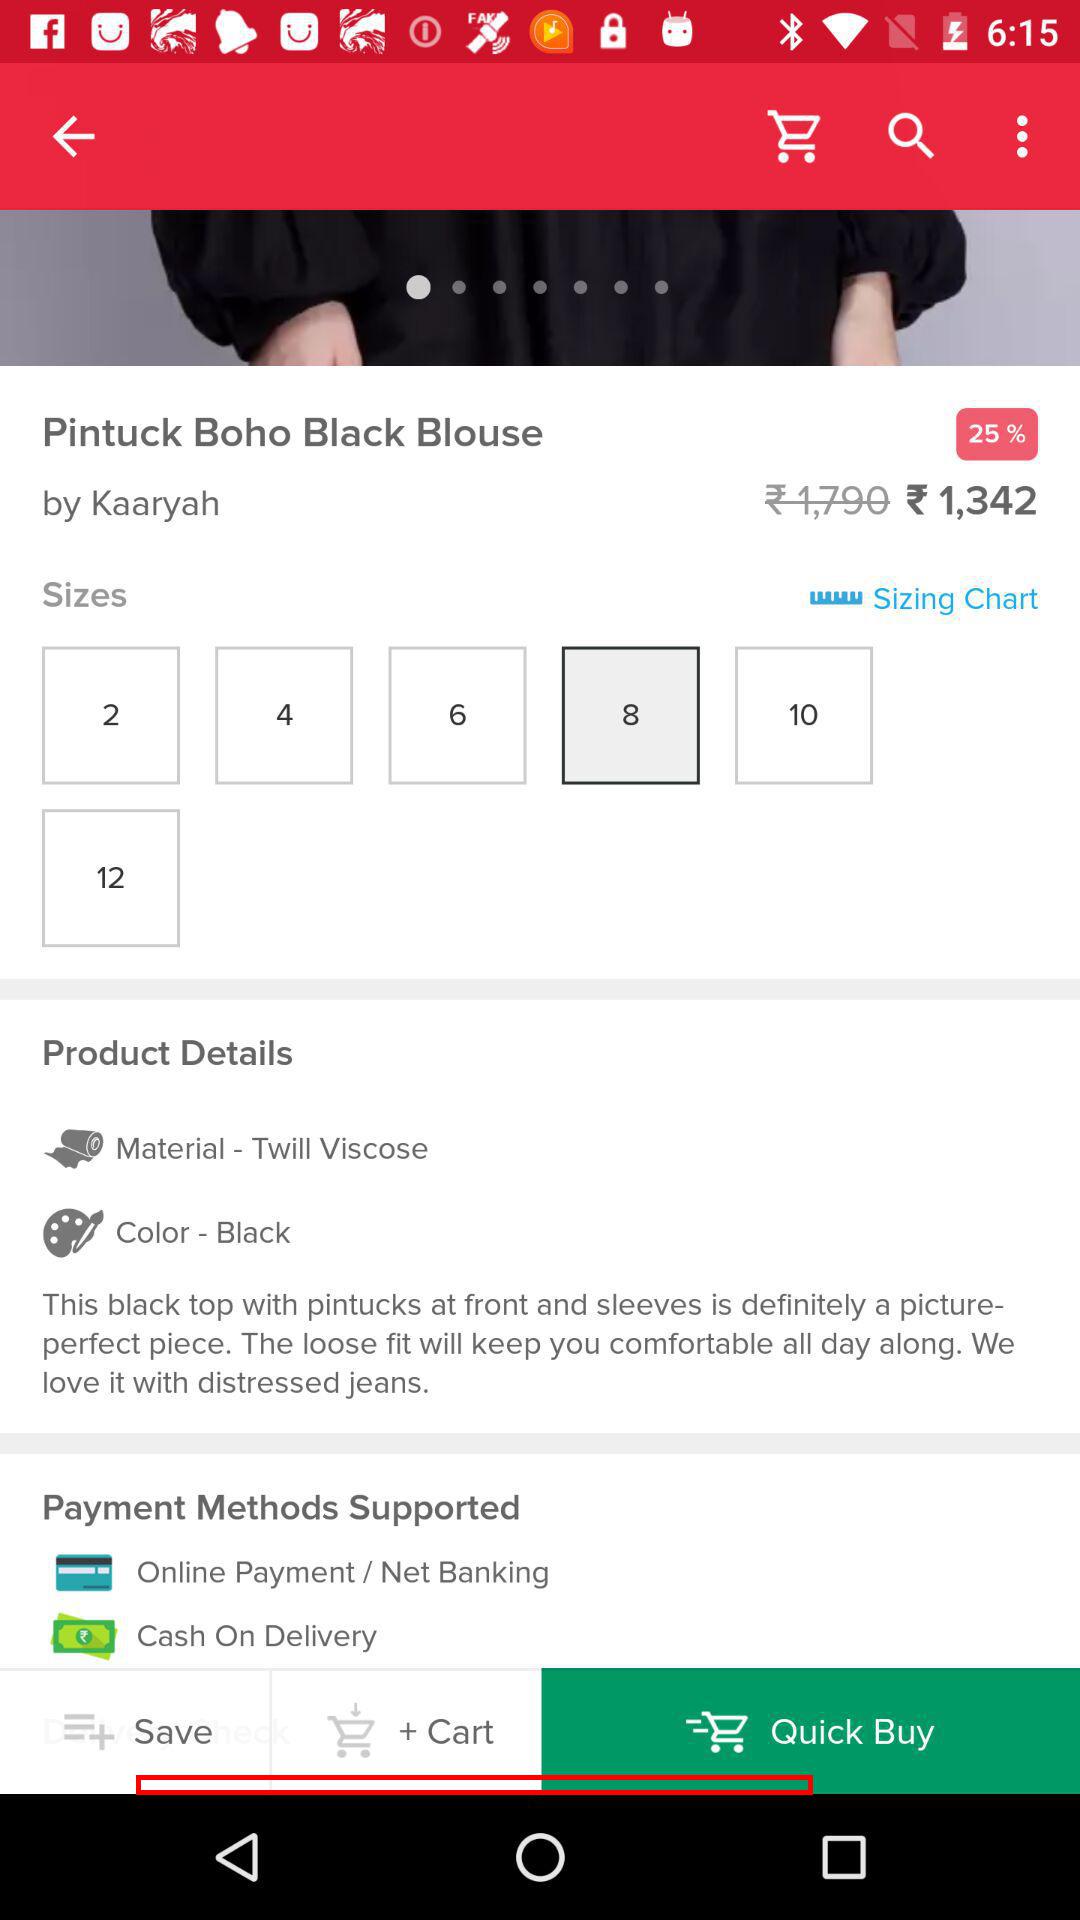 FAKE
6:15
Pintuck Boho Black Blouse
25 %
by Kaaryah
₹ 1,790 ₹ 1,342
Sizes
Sizing Chart
2
4
6
8
10
12
Product Details
Material - Twill Viscose
Color - Black
This black top with pintucks at front and sleeves is definitely a picture-
perfect piece. The loose fit will keep you comfortable all day along. We
love it with distressed jeans.
Payment Methods Supported
Online Payment / Net Banking
Cash On Delivery
Save
+ Cart
Quick Buy